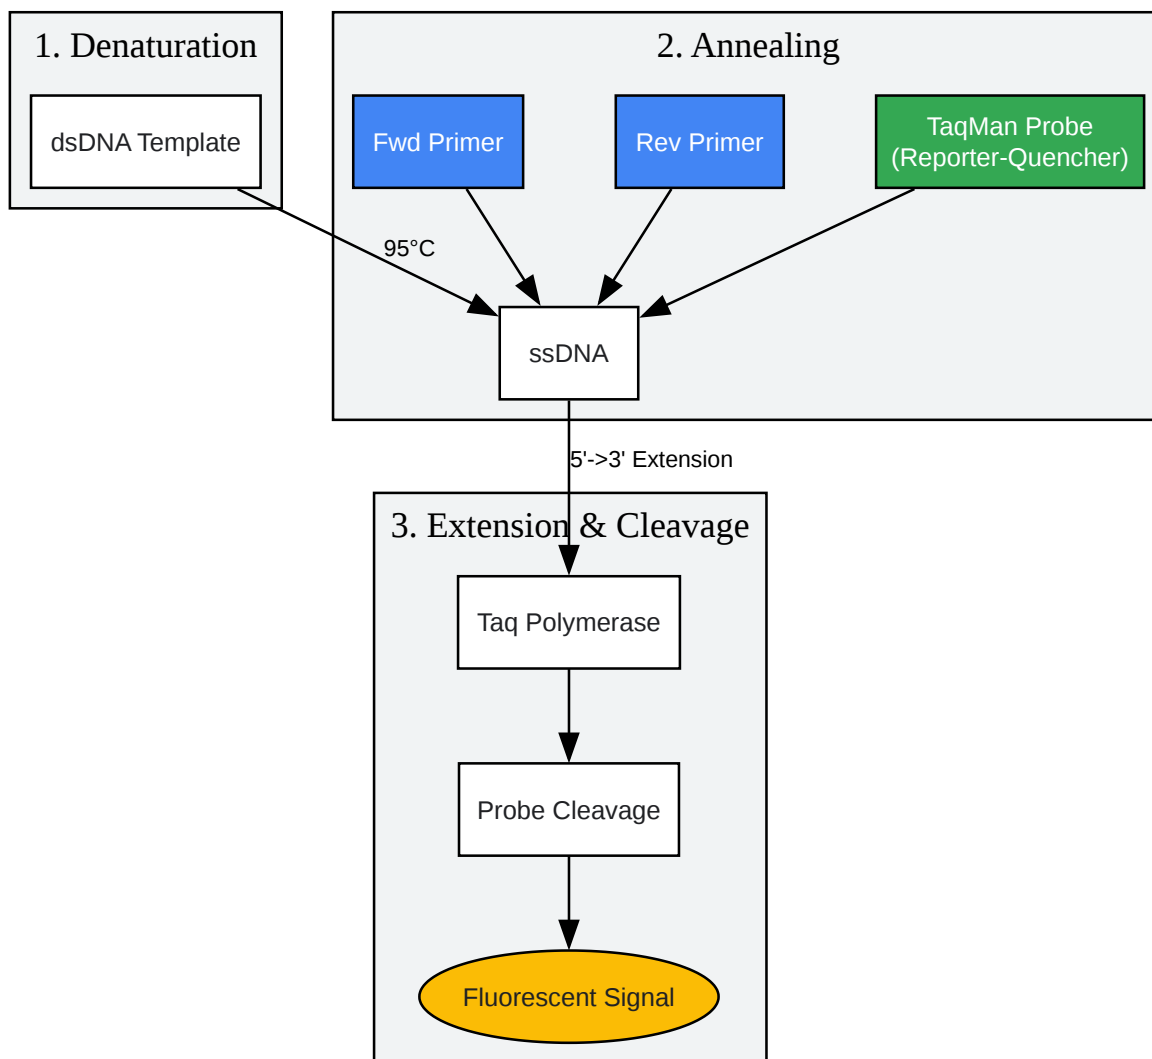 1. Denaturation
dsDNA Template
2. Annealing
Fwd Primer
Rev Primer
TaqMan Probe
(Reporter-Quencher)
95°C
ssDNA
5'->3' Extension
3. Extension & Cleavage
Taq Polymerase
Probe Cleavage
Fluorescent Signal